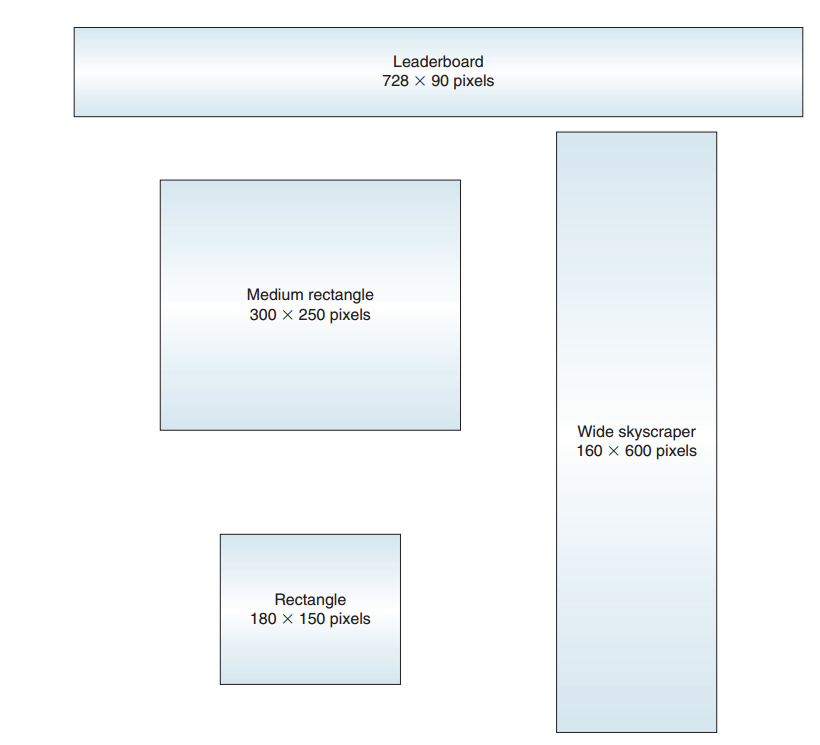 Leaderboard
728 × 90 pixels
Medium rectangle
300 × 250 pixels
Wide skyscraper
160 × 600 pixels
Rectangle
180 × 150 pixels